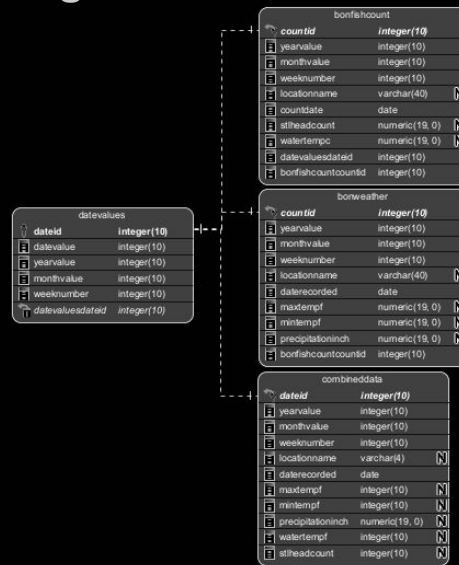 datevalues
dateid integer(10)
datevalue integer(10)
yearvalue integer(10)
monthvalue integer(10)
weeknumber integer(10)
datevaluesdateid integer(10)
bonfishcount
countid integer(10)
yearvalue integer(10)
monthvalue integer(10)
weeknumber integer(10)
locationname varchar(40) N
countdate date
stlheadcount numeric(19, 0) N
watertempc numeric(19, 0) N
datevaluesdateid integer(10)
bonfishcountcountid integer(10)
bonweather
countid integer(10)
yearvalue integer(10)
monthvalue integer(10)
weeknumber integer(10)
locationname varchar(40) N
daterecorded date
maxtempf numeric(19, 0) N
mintempf numeric(19, 0) N
precipitationinch numeric(19, 0) N
bonfishcountcountid integer(10)
combineddata
dateid integer(10)
yearvalue integer(10)
monthvalue integer(10)
weeknumber integer(10)
locationname varchar(4) N
daterecorded date
maxtempf integer(10) N
mintempf integer(10) N
precipitationinch numeric(19, 0) N
watertempf integer(10) N
stlheadcount integer(10) N